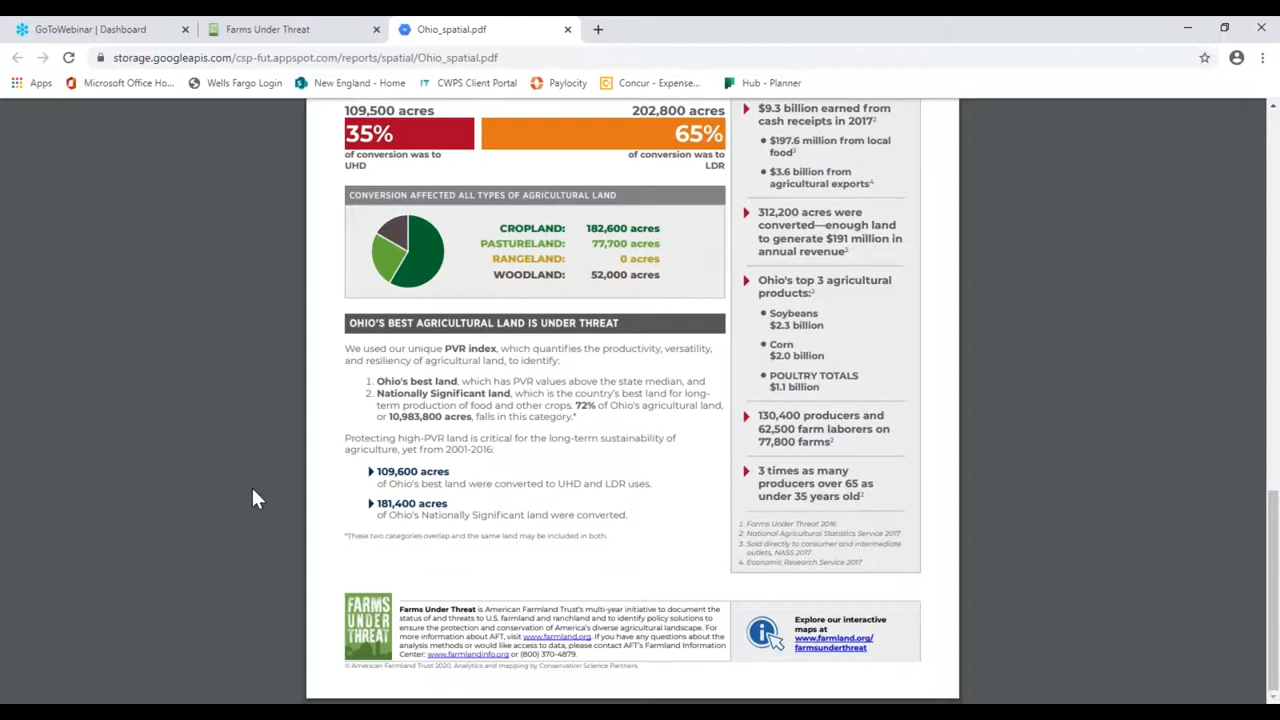 GoToWebinar | Dashboard
Farms Under Threat
Ohio_spatial.pdf
storage.googleapis.com/csp-fut.appspot.com/reports/spatial/Ohio_spatial.pdf
Apps
Microsoft Office Ho...
Wells Fargo Login
New England - Home
IT CWPS Client Portal
Paylocity
Concur - Expense...
Hub - Planner
109,500 acres
202,800 acres
35%
65%
of conversion was to
UHD
of conversion was to
LDR
CONVERSION AFFECTED ALL TYPES OF AGRICULTURAL LAND
CROPLAND: 182,600 acres
PASTURELAND: 77,700 acres
RANGELAND: 0 acres
WOODLAND: 52,000 acres
OHIO'S BEST AGRICULTURAL LAND IS UNDER THREAT
We used our unique PVR index, which quantifies the productivity, versatility,
and resiliency of agricultural land, to identify:
1. Ohio's best land, which has PVR values above the state median, and
2. Nationally Significant land, which is the country's best land for long-
term production of food and other crops. 72% of Ohio's agricultural land,
or 10,983,800 acres, falls in this category.*
Protecting high-PVR land is critical for the long-term sustainability of
agriculture, yet from 2001-2016:
109,600 acres
of Ohio's best land were converted to UHD and LDR uses.
181,400 acres
of Ohio's Nationally Significant land were converted.
*These two categories overlap and the same land may be included in both.
$9.3 billion earned from
cash receipts in 2017²
• $197.6 million from local
food³
• $3.6 billion from
agricultural exports⁴
312,200 acres were
converted—enough land
to generate $191 million in
annual revenue²
Ohio's top 3 agricultural
products:²
• Soybeans
$2.3 billion
• Corn
$2.0 billion
• POULTRY TOTALS
$1.1 billion
130,400 producers and
62,500 farm laborers on
77,800 farms²
3 times as many
producers over 65 as
under 35 years old²
1. Farms Under Threat 2016
2. National Agricultural Statistics Service 2017
3. Sold directly to consumer and intermediate
outlets, NASS 2017
4. Economic Research Service 2017
FARMS
UNDER
THREAT
Farms Under Threat is American Farmland Trust's multi-year initiative to document the
status of and threats to U.S. farmland and ranchland and to identify policy solutions to
ensure the protection and conservation of America's diverse agricultural landscape. For
more information about AFT, visit www.farmland.org. If you have any questions about the
analysis methods or would like access to data, please contact AFT's Farmland Information
Center: www.farmlandinfo.org or (800) 370-4879.
Explore our interactive
maps at
www.farmland.org/
farmsunderthreat
©American Farmland Trust 2020. Analytics and mapping by Conservation Science Partners.